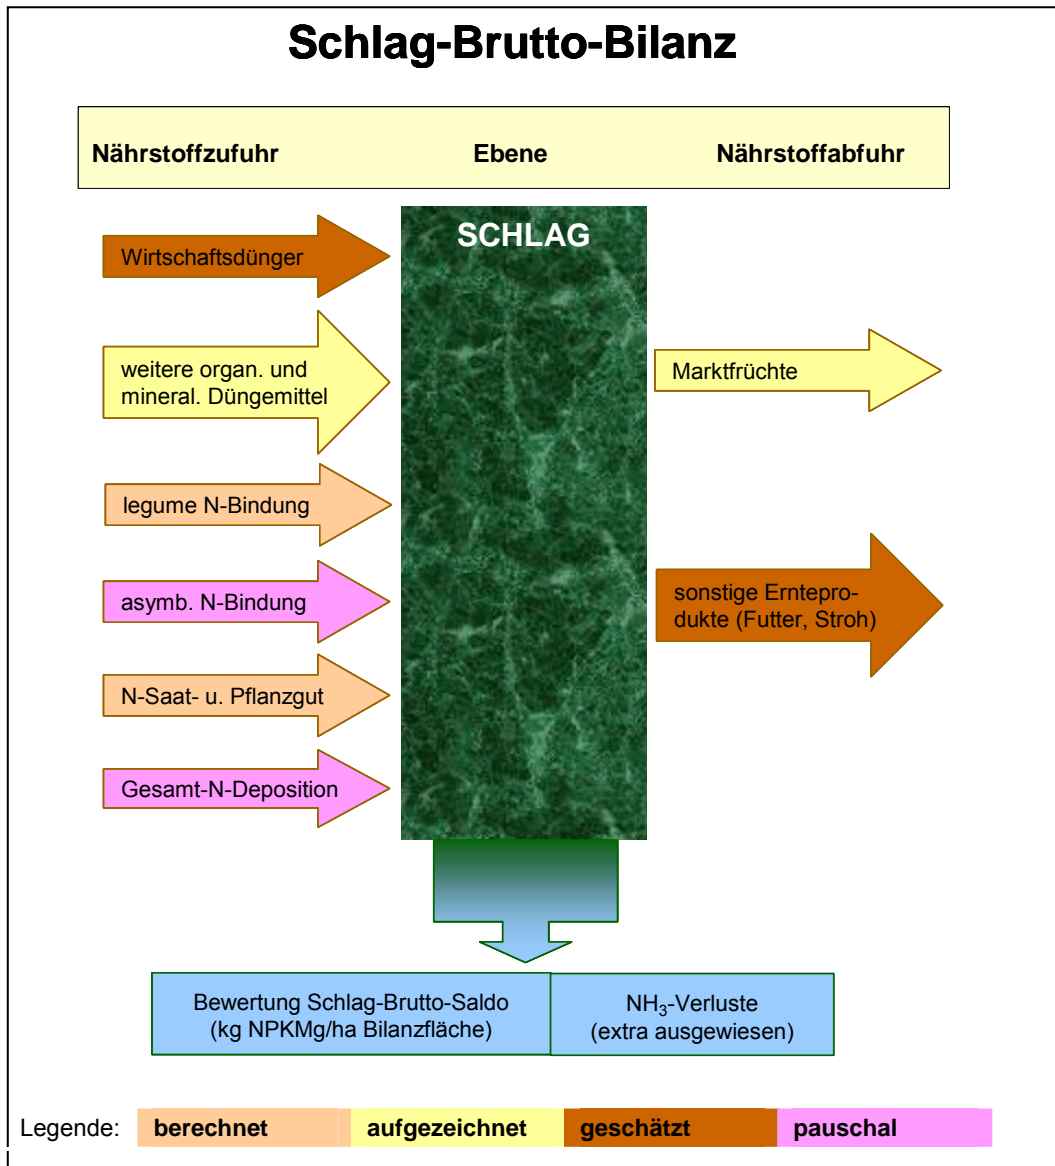 Schlag-Brutto-Bilanz
Nährstoffzufuhr Ebene Nährstoffabfuhr
SCHLAG
Wirtschaftsdünger
weitere organ. und
mineral. Düngemittel
legume N-Bindung
asymb. N-Bindung
N-Saat- u. Pflanzgut
Gesamt-N-Deposition
Marktfrüchte
sonstige Erntepro-
dukte (Futter, Stroh)
Bewertung Schlag-Brutto-Saldo
(kg NPKMg/ha Bilanzfläche)
NH₃-Verluste
(extra ausgewiesen)
Legende: berechnet aufgezeichnet geschätzt pauschal